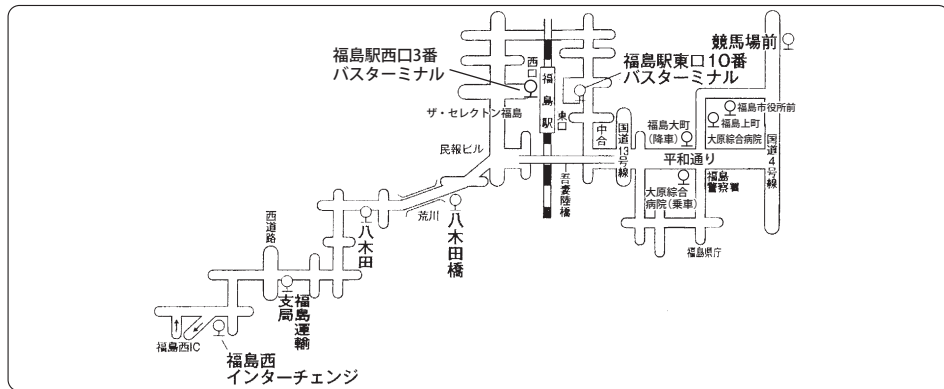 競馬場前
福島駅西口3番
バスターミナル
西口
福島駅
東口
福島駅東口10番
バスターミナル
ザ・セレクトン福島
中合
国道13号線
福島大町
(降車)
福島市役所前
福島上町
大原綜合病院
国道4号線
民報ビル
平和通り
吾妻陸橋
大原綜合
病院(乗車)
福島
警察署
福島県庁
荒川
八木田橋
八木田
西道路
福島運輸
支局
福島西IC
福島西
インターチェンジ